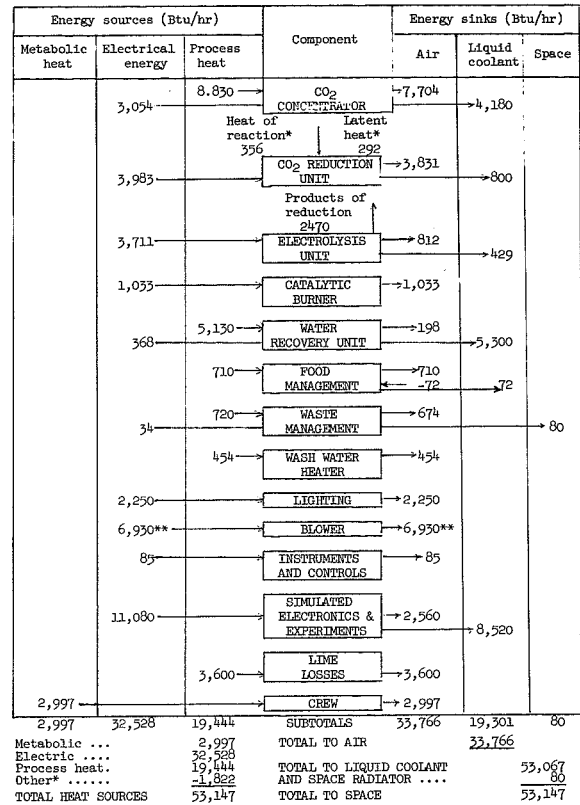 Energy sources (Btu/hr) Component Energy sinks (Btu/hr)
Metabolic heat Electrical energy Process heat Air Liquid coolant Space
8.830 CO2 7,704
3,054 CONCENTRATOR 4,180
Heat of reaction* Latent heat*
356 292
CO2 REDUCTION 3,831
3,983 UNIT 800
Products of
reduction
2470
3,711 ELECTROLYSIS 812
UNIT 429
1,033 CATALYTIC 1,033
BURNER
5,130 WATER 198
368 RECOVERY UNIT 5,300
710 FOOD 710
MANAGEMENT -72 72
720 WASTE 674
34 MANAGEMENT 80
454 WASH WATER 454
HEATER
2,250 LIGHTING 2,250
6,930** BLOWER 6,930**
85 INSTRUMENTS 85
AND CONTROLS
SIMULATED
11,080 ELECTRONICS & 2,560
EXPERIMENTS 8,520
LIME
3,600 LOSSES 3,600
2,997 CREW 2,997
2,997 32,528 19,444 SUBTOTALS 33,766 19,301 80
Metabolic ... 2,997 TOTAL TO AIR 33,766
Electric .... 32,528
Process heat. 19,444 TOTAL TO LIQUID COOLANT 53,067
Other* ...... -1,822 AND SPACE RADIATOR .... 80
TOTAL HEAT SOURCES 53,147 TOTAL TO SPACE 53,147